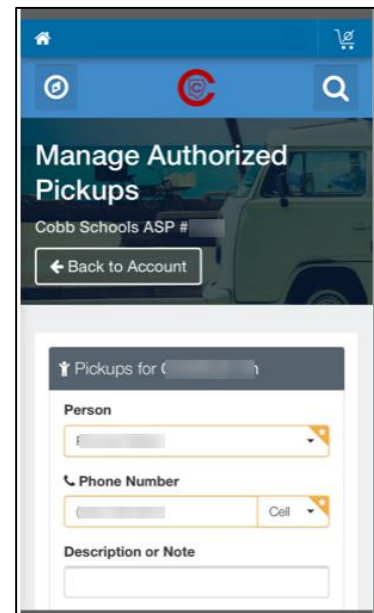 Manage Authorized
Pickups
Cobb Schools ASP #
Back to Account
Pickups for
Person
Phone Number
Cell
Description or Note